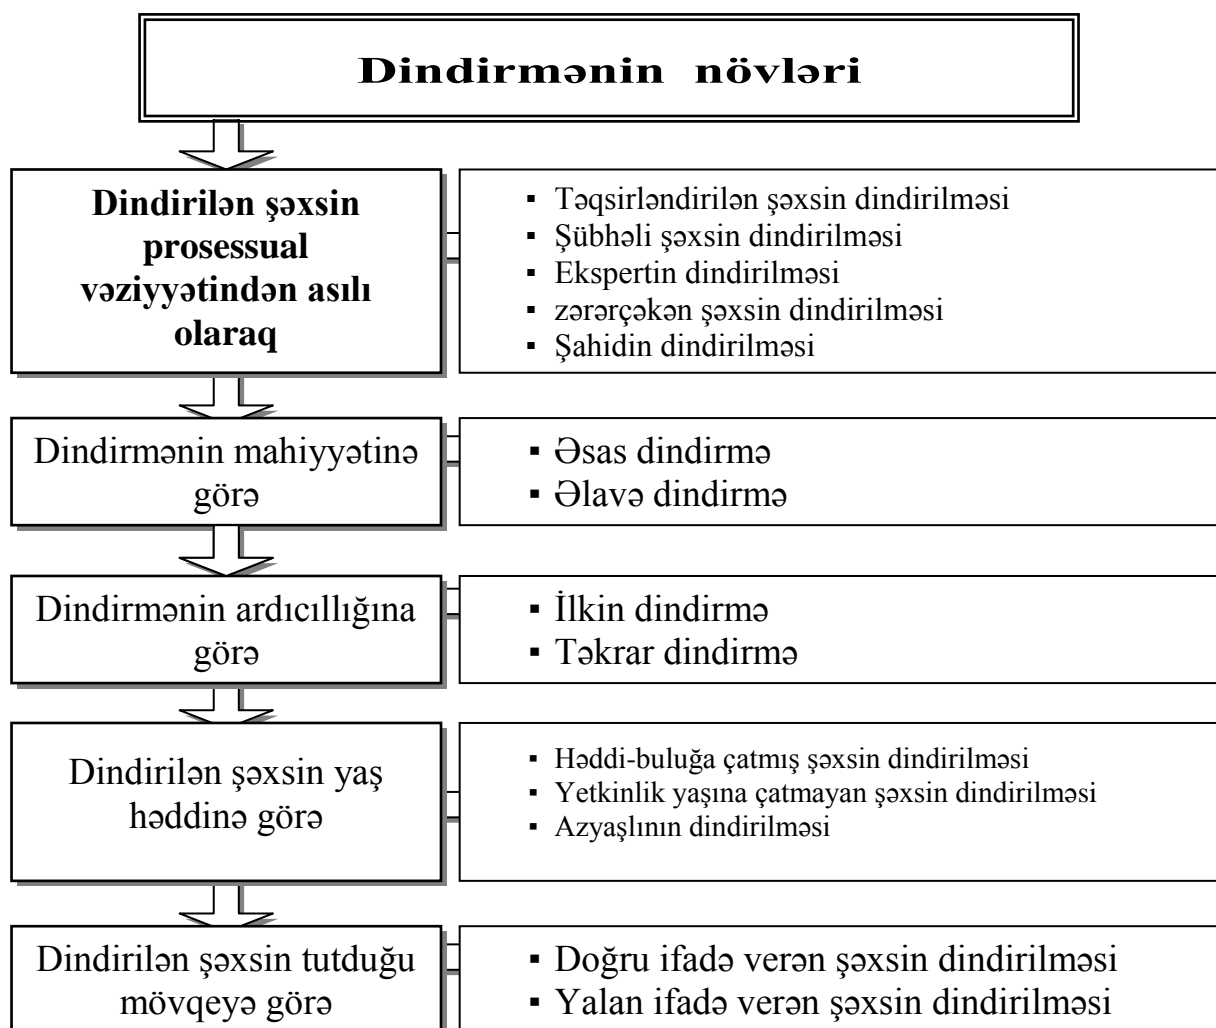 Dindirmənin növləri
Dindirilən şəxsin
prosessual
vəziyyətindən asılı
olaraq
▪ Təqsirləndirilən şəxsin dindirilməsi
▪ Şübhəli şəxsin dindirilməsi
▪ Ekspertin dindirilməsi
▪ zərərçəkən şəxsin dindirilməsi
▪ Şahidin dindirilməsi
Dindirmənin mahiyyətinə
görə
▪ Əsas dindirmə
▪ Əlavə dindirmə
Dindirmənin ardıcıllığına
görə
▪ İlkin dindirmə
▪ Təkrar dindirmə
Dindirilən şəxsin yaş
həddinə görə
▪ Həddi-buluğa çatmış şəxsin dindirilməsi
▪ Yetkinlik yaşına çatmayan şəxsin dindirilməsi
▪ Azyaşlının dindirilməsi
Dindirilən şəxsin tutduğu
mövqeyə görə
▪ Doğru ifadə verən şəxsin dindirilməsi
▪ Yalan ifadə verən şəxsin dindirilməsi